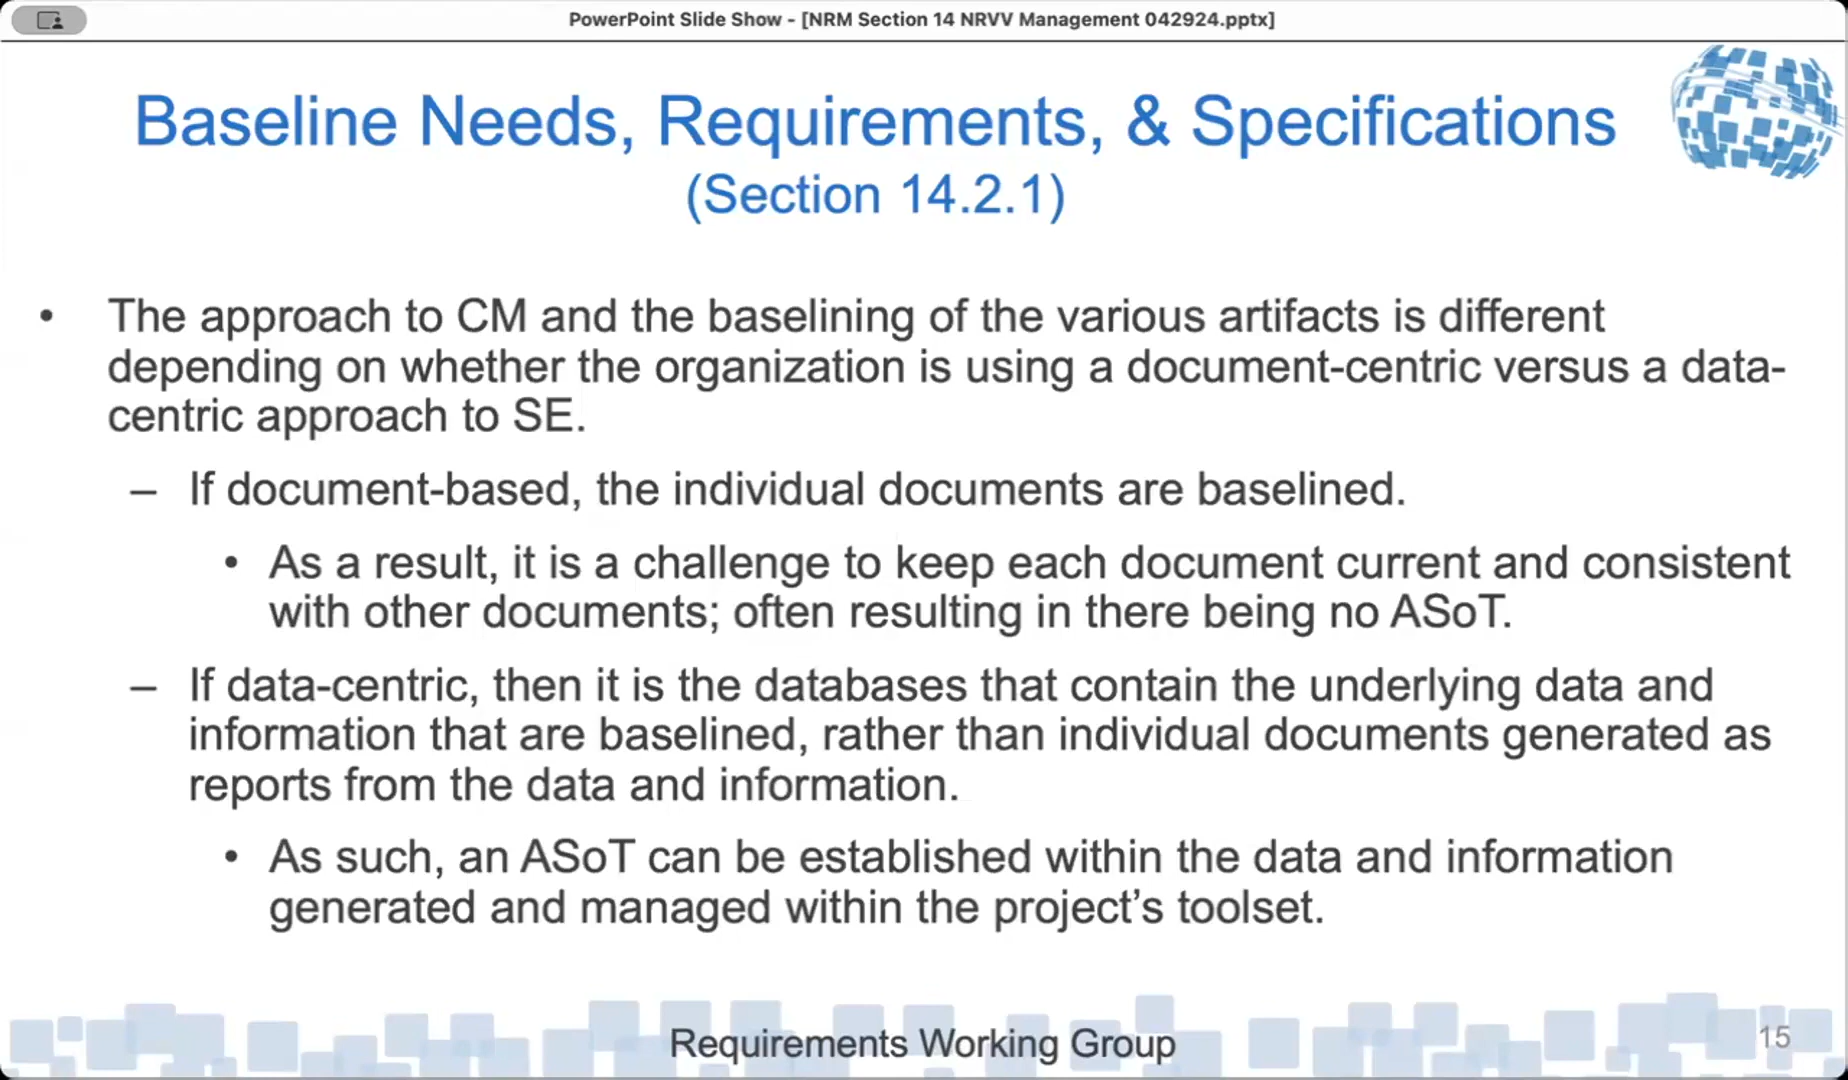 PowerPoint Slide Show - [NRM Section 14 NRVV Management 042924.pptx]
Baseline Needs, Requirements, & Specifications
(Section 14.2.1)
• The approach to CM and the baselining of the various artifacts is different
depending on whether the organization is using a document-centric versus a data-
centric approach to SE.
– If document-based, the individual documents are baselined.
• As a result, it is a challenge to keep each document current and consistent
with other documents; often resulting in there being no ASoT.
– If data-centric, then it is the databases that contain the underlying data and
information that are baselined, rather than individual documents generated as
reports from the data and information.
• As such, an ASoT can be established within the data and information
generated and managed within the project’s toolset.
Requirements Working Group
15